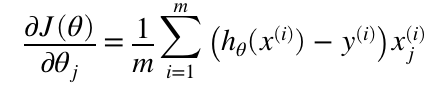 ∂J(θ)/∂θ_j = 1/m ∑_{i=1}^{m} (h_θ(x^{(i)}) − y^{(i)})x_j^{(i)}